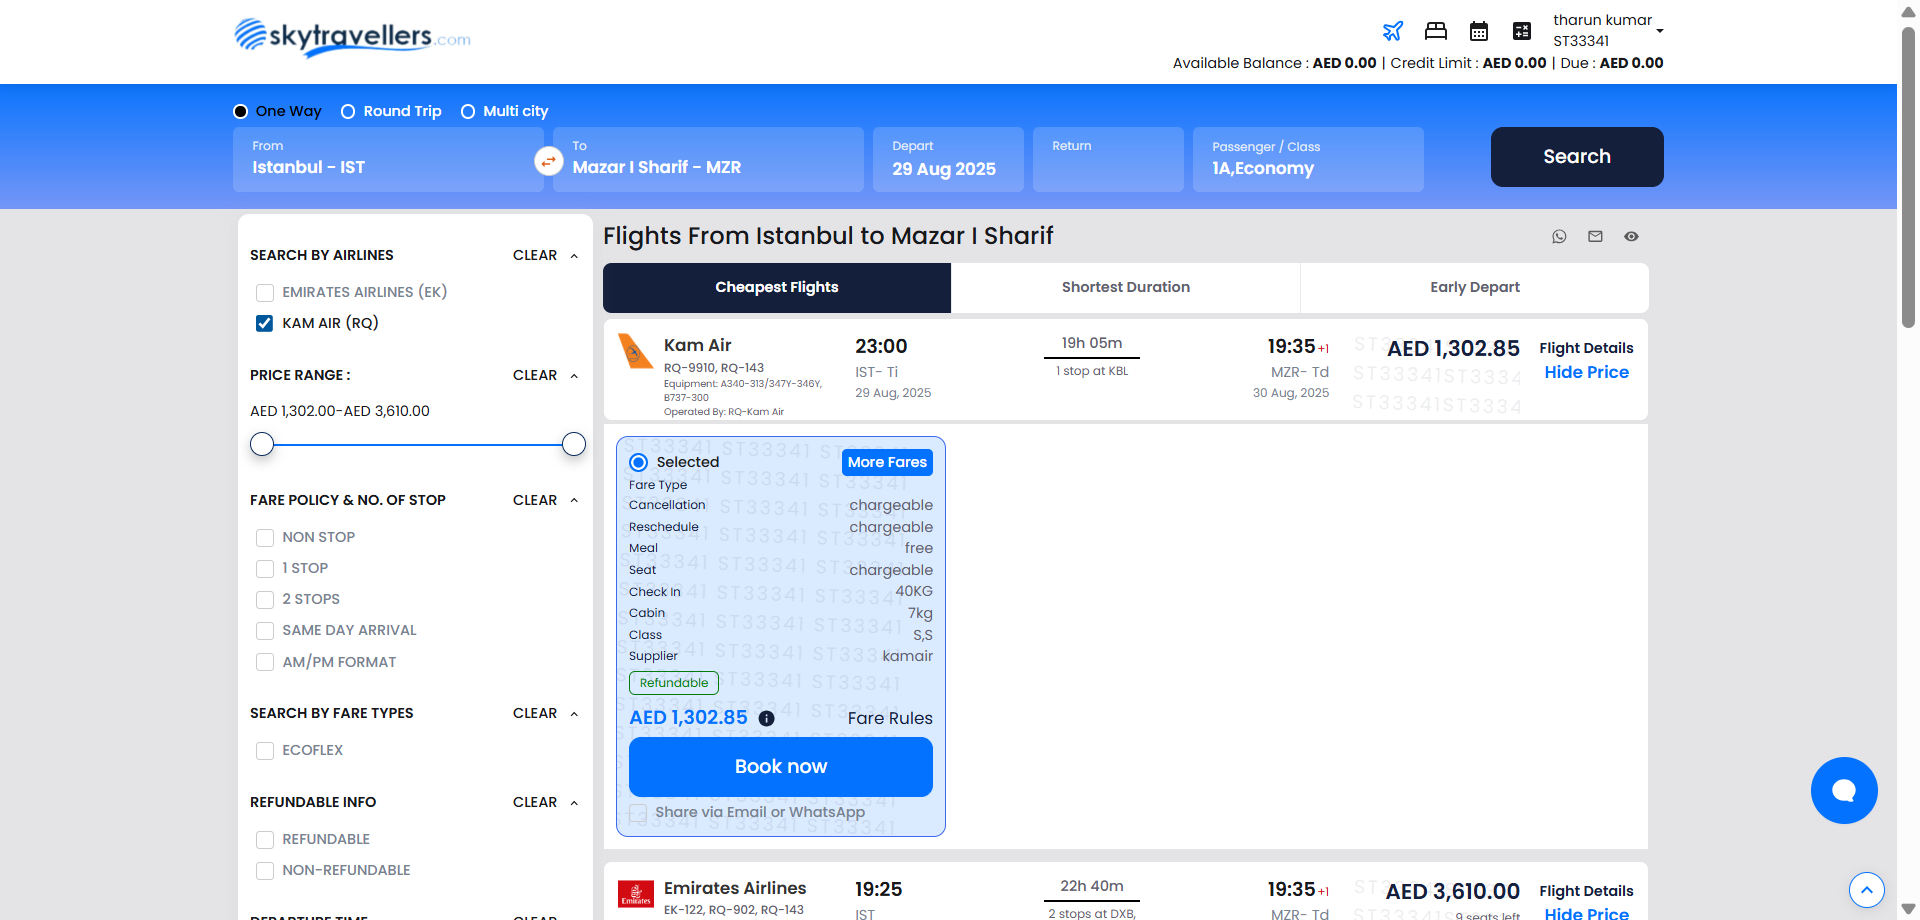 skytravellers.com
tharun kumar
ST33341
Available Balance : AED 0.00 | Credit Limit : AED 0.00 | Due : AED 0.00
One Way
Round Trip
Multi city
From
Istanbul - IST
To
Mazar I Sharif - MZR
Depart
29 Aug 2025
Return
Passenger / Class
1A,Economy
Search
SEARCH BY AIRLINES
CLEAR
EMIRATES AIRLINES (EK)
KAM AIR (RQ)
PRICE RANGE :
CLEAR
AED 1,302.00-AED 3,610.00
FARE POLICY & NO. OF STOP
CLEAR
NON STOP
1 STOP
2 STOPS
SAME DAY ARRIVAL
AM/PM FORMAT
SEARCH BY FARE TYPES
CLEAR
ECOFLEX
REFUNDABLE INFO
CLEAR
REFUNDABLE
NON-REFUNDABLE
DEPARTURE TIME
CLEAR
Flights From Istanbul to Mazar I Sharif
Cheapest Flights
Shortest Duration
Early Depart
Kam Air
RQ-9910, RQ-143
Equipment: A340-313/347Y-346Y,
B737-300
Operated By: RQ-Kam Air
23:00
IST- Ti
29 Aug, 2025
19h 05m
1 stop at KBL
19:35 +1
MZR- Td
30 Aug, 2025
AED 1,302.85
Flight Details
Hide Price
Selected
More Fares
Fare Type
Cancellation chargeable
Reschedule chargeable
Meal free
Seat chargeable
Check In 40KG
Cabin 7kg
Class S,S
Supplier kamair
Refundable
AED 1,302.85
Fare Rules
Book now
Share via Email or WhatsApp
Emirates
Emirates Airlines
EK-122, RQ-902, RQ-143
19:25
IST
22h 40m
2 stops at DXB,
19:35 +1
MZR- Td
AED 3,610.00
9 seats left
Flight Details
Hide Price